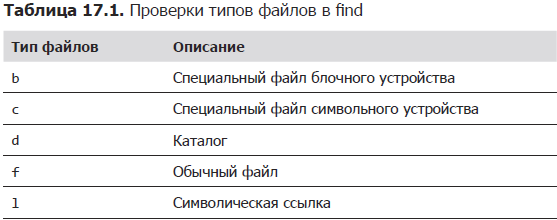 Таблица 17.1. Проверки типов файлов в find
Тип файлов Описание
b Специальный файл блочного устройства
c Специальный файл символьного устройства
d Каталог
f Обычный файл
l Символическая ссылка